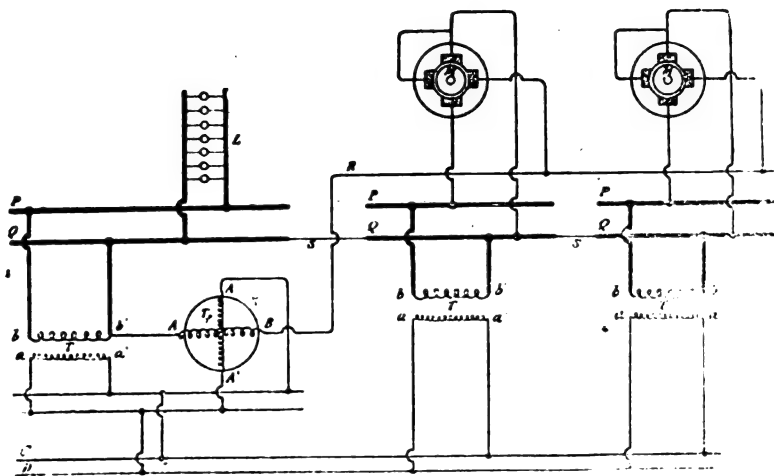 M M
L
R
P P P
Q S Q S Q
A
T₁
A B
b b' b b' b
T T T
a a' a a' a
A'
C
D